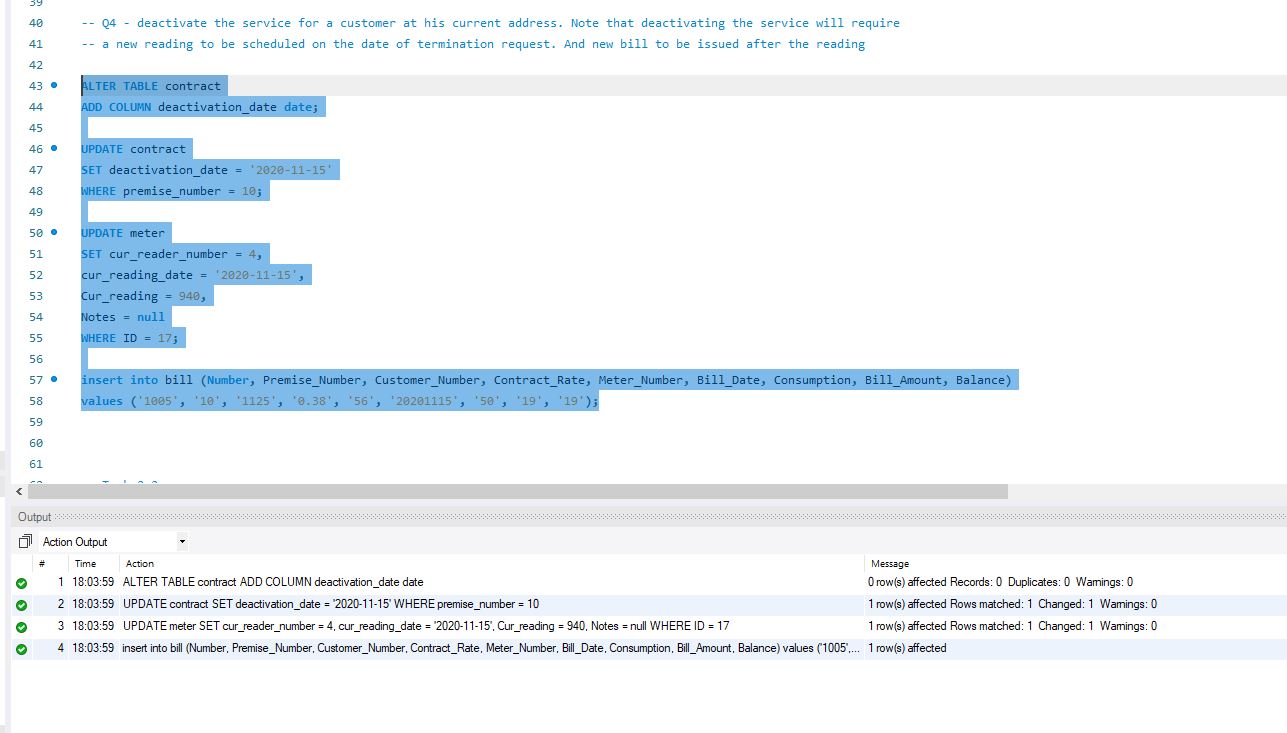 39
40 -- Q4 - deactivate the service for a customer at his current address. Note that deactivating the service will require
41 -- a new reading to be scheduled on the date of termination request. And new bill to be issued after the reading
42
43 ALTER TABLE contract
44 ADD COLUMN deactivation_date date;
45
46 UPDATE contract
47 SET deactivation_date = '2020-11-15'
48 WHERE premise_number = 10;
49
50 UPDATE meter
51 SET cur_reader_number = 4,
52 cur_reading_date = '2020-11-15',
53 Cur_reading = 940,
54 Notes = null
55 WHERE ID = 17;
56
57 insert into bill (Number, Premise_Number, Customer_Number, Contract_Rate, Meter_Number, Bill_Date, Consumption, Bill_Amount, Balance)
58 values ('1005', '10', '1125', '0.38', '56', '20201115', '50', '19', '19');
59
60
61
Output
Action Output
# Time Action Message
1 18:03:59 ALTER TABLE contract ADD COLUMN deactivation_date date 0 row(s) affected Records: 0 Duplicates: 0 Warnings: 0
2 18:03:59 UPDATE contract SET deactivation_date = '2020-11-15' WHERE premise_number = 10 1 row(s) affected Rows matched: 1 Changed: 1 Warnings: 0
3 18:03:59 UPDATE meter SET cur_reader_number = 4, cur_reading_date = '2020-11-15', Cur_reading = 940, Notes = null WHERE ID = 17 1 row(s) affected Rows matched: 1 Changed: 1 Warnings: 0
4 18:03:59 insert into bill (Number, Premise_Number, Customer_Number, Contract_Rate, Meter_Number, Bill_Date, Consumption, Bill_Amount, Balance) values ('1005',... 1 row(s) affected